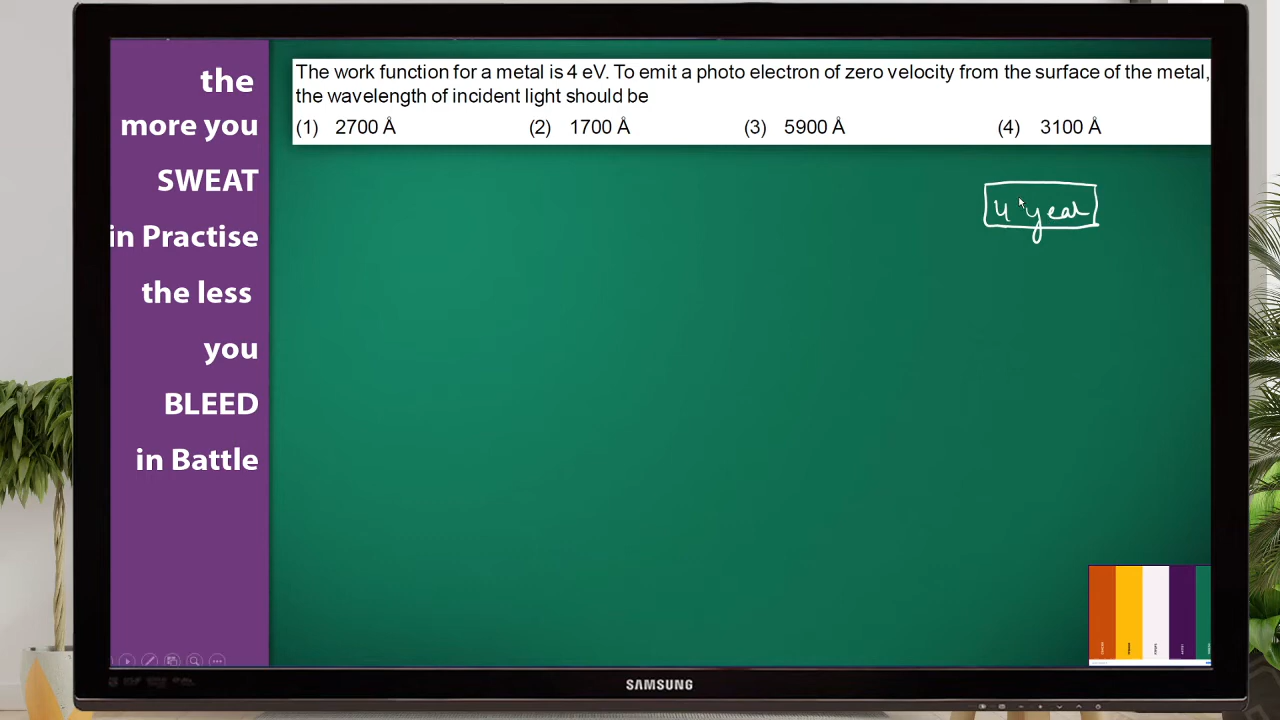 the
more you
SWEAT
in Practise
the less
you
BLEED
in Battle
The work function for a metal is 4 eV. To emit a photo electron of zero velocity from the surface of the metal,
the wavelength of incident light should be
(1) 2700 Å (2) 1700 Å (3) 5900 Å (4) 3100 Å
4 year
SAMSUNG